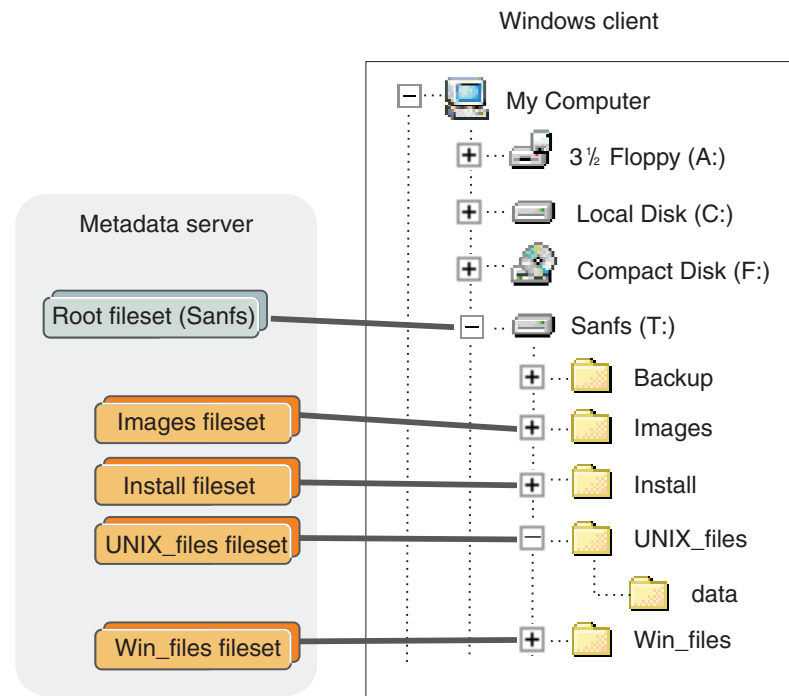 Windows client
My Computer
3½ Floppy (A:)
Local Disk (C:)
Metadata server
Compact Disk (F:)
Root fileset (Sanfs)
Sanfs (T:)
Backup
Images fileset
Images
Install fileset
Install
UNIX_files fileset
UNIX_files
data
Win_files fileset
Win_files